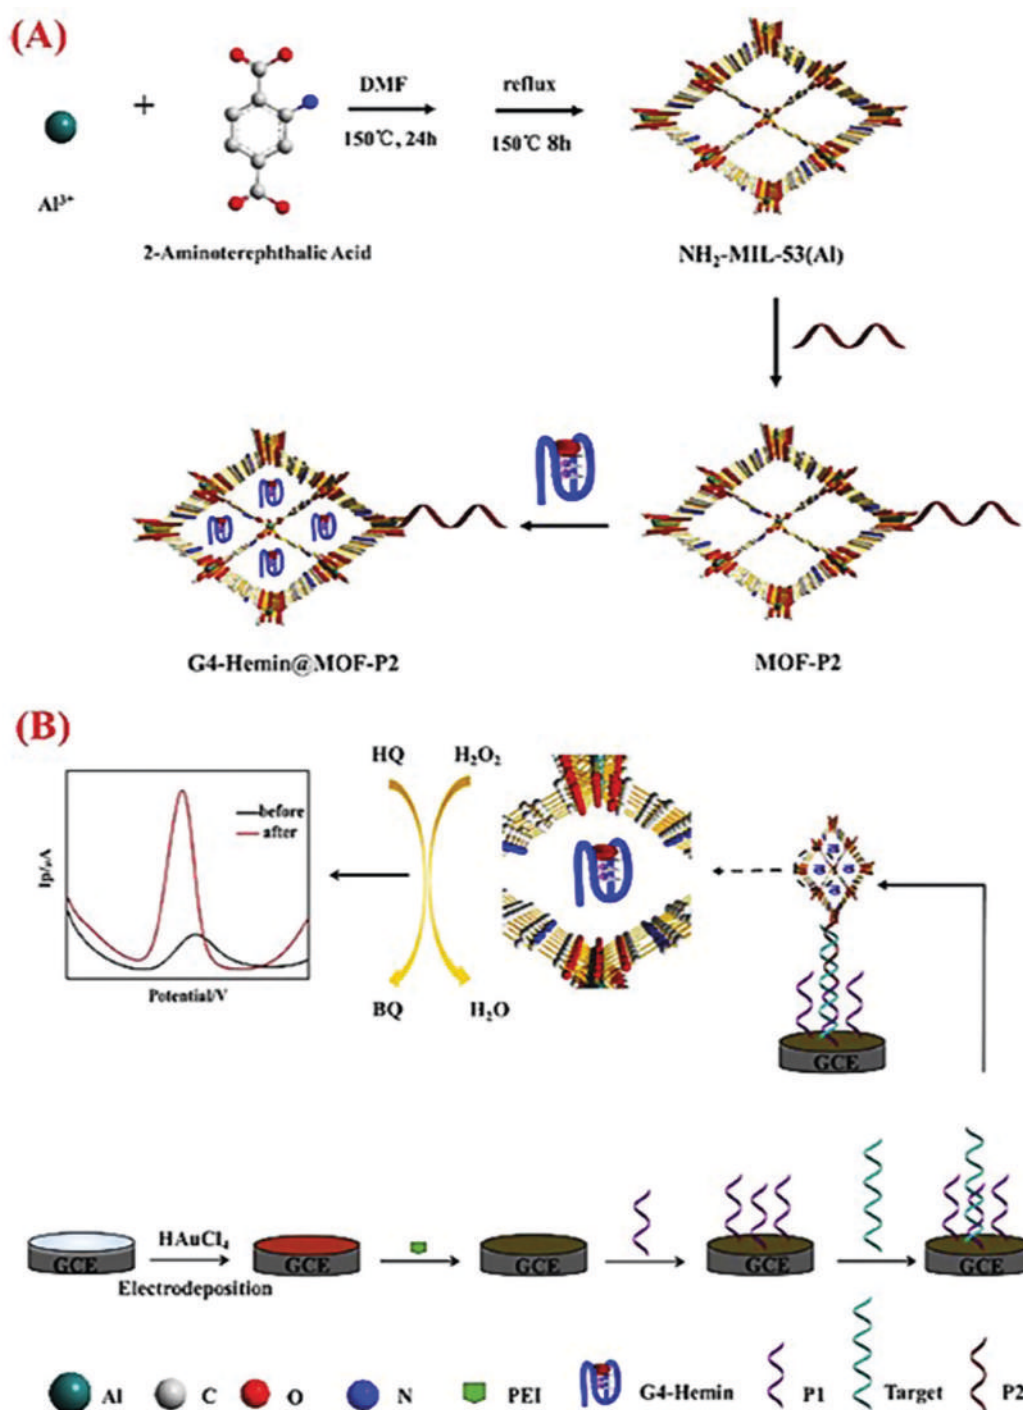 (A)
+
DMF
150℃, 24h
reflux
150℃ 8h
Al³⁺
2-Aminoterephthalic Acid
NH₂-MIL-53(Al)
G4-Hemin@MOF-P2
MOF-P2
(B)
before
after
Ip/μA
Potential/V
HQ
H₂O₂
BQ
H₂O
GCE
GCE
HAuCl₄
Electrodeposition
GCE
GCE
GCE
GCE
Al
C
O
N
PEI
G4-Hemin
P1
Target
P2